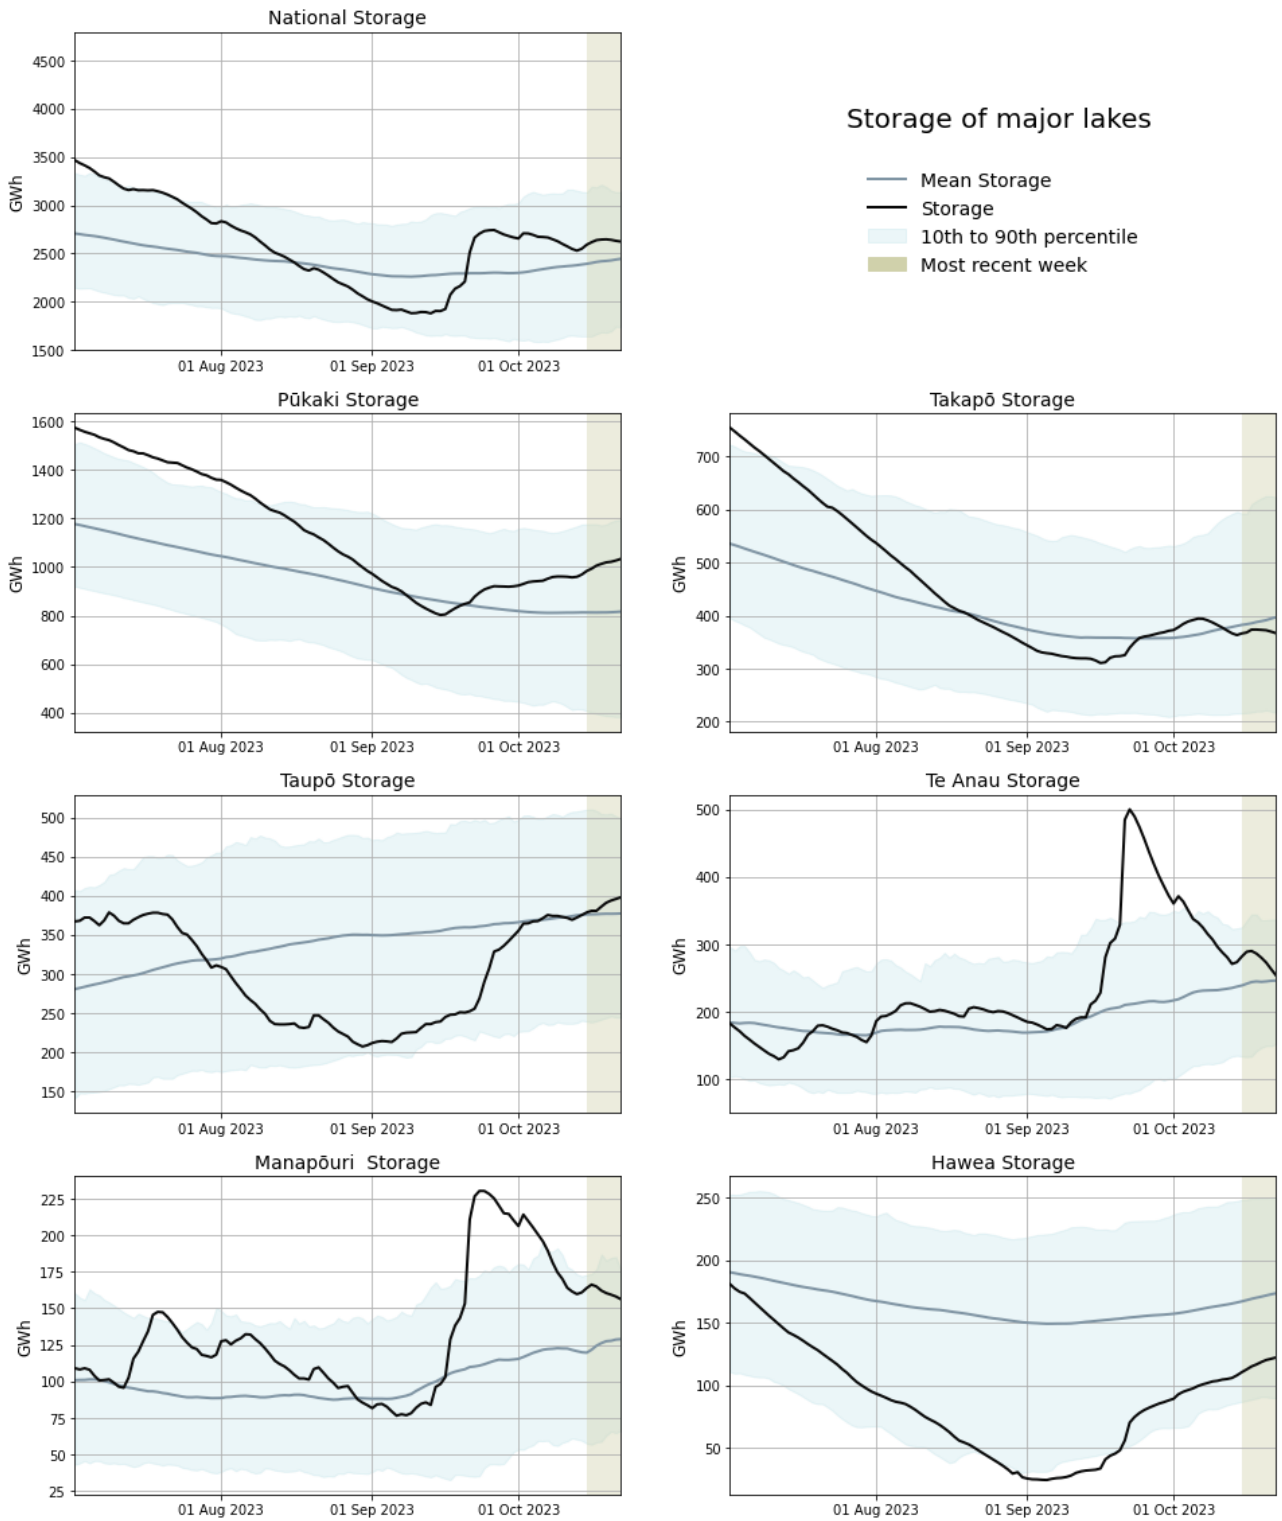 National Storage
4500
4000
3500
3000
2500
2000
1500
GWh
01 Aug 2023
01 Sep 2023
01 Oct 2023
Storage of major lakes
Mean Storage
Storage
10th to 90th percentile
Most recent week
Pūkaki Storage
1600
1400
1200
1000
800
600
400
GWh
01 Aug 2023
01 Sep 2023
01 Oct 2023
Takapō Storage
700
600
500
400
300
200
GWh
01 Aug 2023
01 Sep 2023
01 Oct 2023
Taupō Storage
500
450
400
350
300
250
200
150
GWh
01 Aug 2023
01 Sep 2023
01 Oct 2023
Te Anau Storage
500
400
300
200
100
GWh
01 Aug 2023
01 Sep 2023
01 Oct 2023
Manapōuri  Storage
225
200
175
150
125
100
75
50
25
GWh
01 Aug 2023
01 Sep 2023
01 Oct 2023
Hawea Storage
250
200
150
100
50
GWh
01 Aug 2023
01 Sep 2023
01 Oct 2023